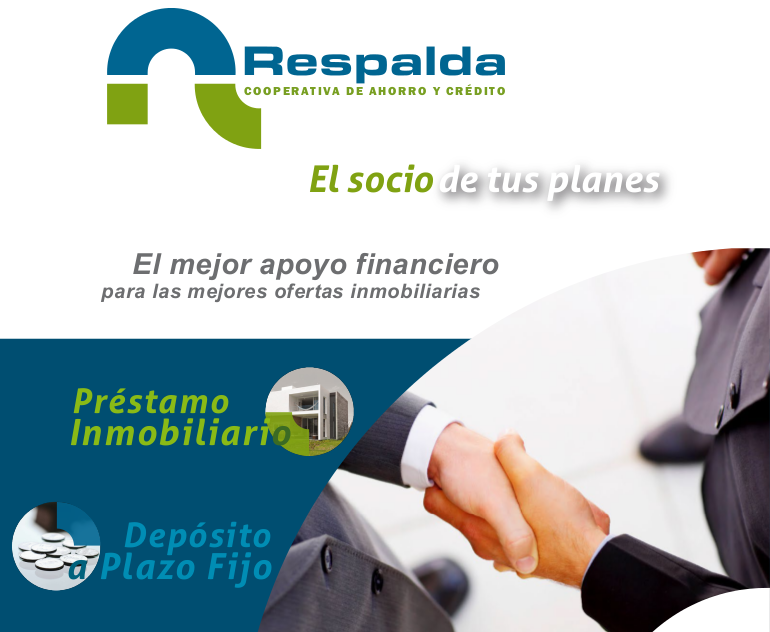 Respalda
COOPERATIVA DE AHORRO Y CRÉDITO
El socio de tus planes
El mejor apoyo financiero
para las mejores ofertas inmobiliarias
Préstamo
Inmobiliario
Depósito
a Plazo Fijo